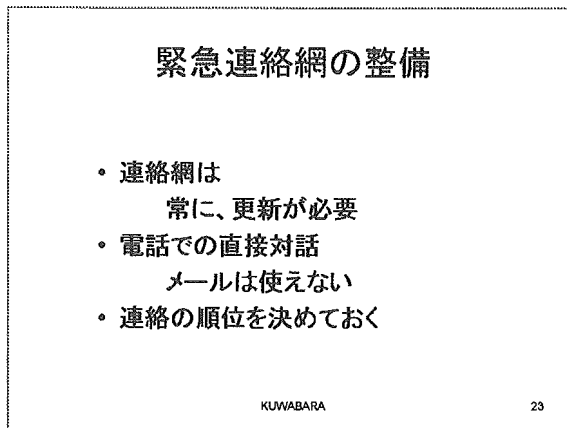 緊急連絡網の整備
• 連絡網は
常に、更新が必要
• 電話での直接対話
メールは使えない
• 連絡の順位を決めておく
KUWABARA 23